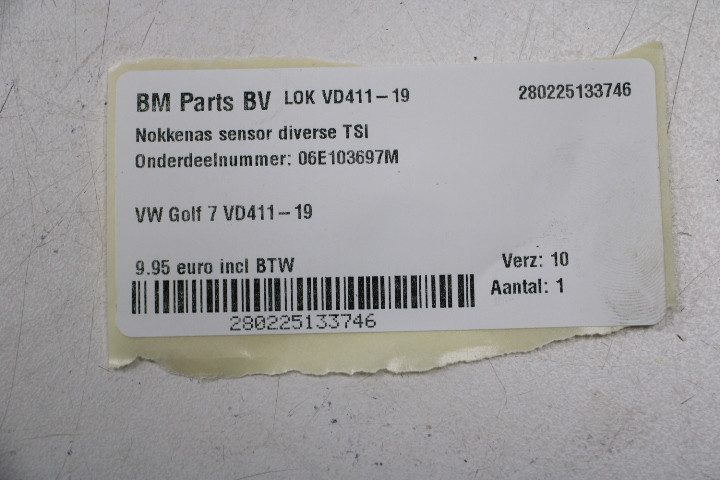 BM Parts BV LOK VD411-19 280225133746
Nokkenas sensor diverse TSI
Onderdeelnummer: 06E103697M
VW Golf 7 VD411-19
9.95 euro incl BTW Verz: 10
Aantal: 1
280225133746